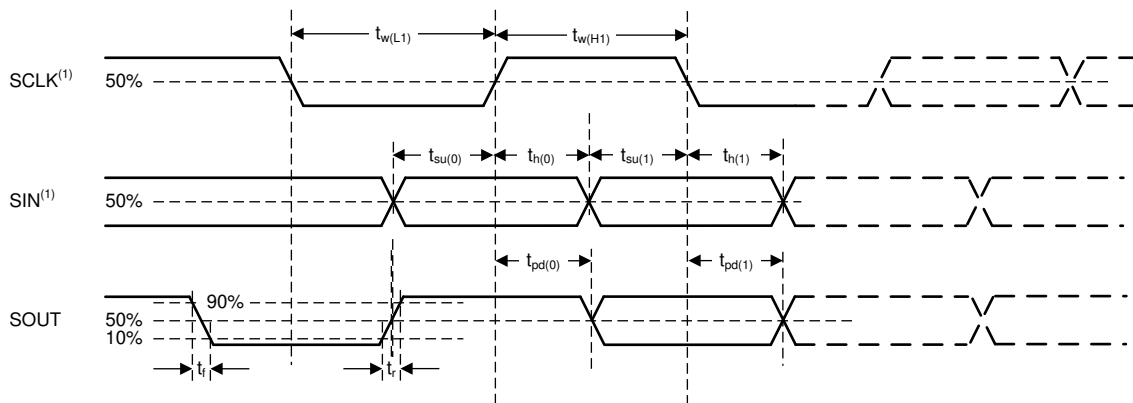 t_w(L1) t_w(H1)
SCLK(1) 50%
t_su(0) t_h(0) t_su(1) t_h(1)
SIN(1) 50%
t_pd(0) t_pd(1)
90%
SOUT 50%
10%
t_f t_r